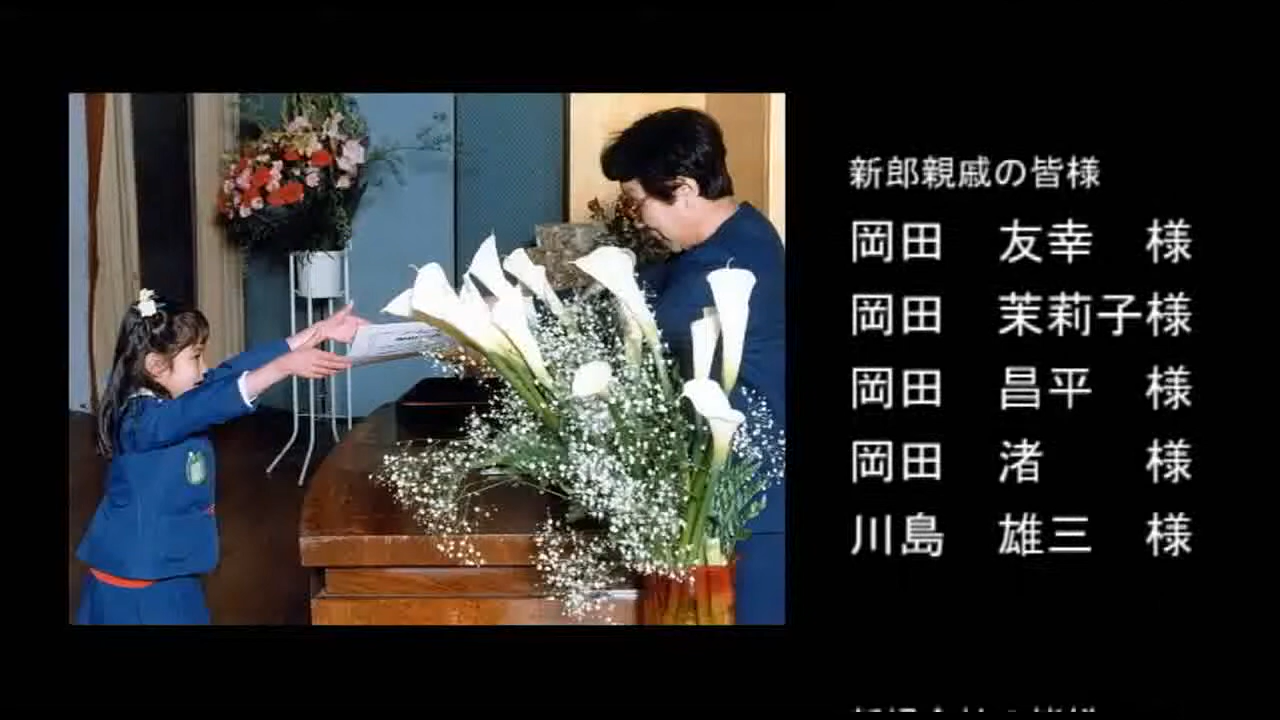 新郎親戚の皆様
岡田　友幸　様
岡田　茉莉子様
岡田　昌平　様
岡田　渚　　様
川島　雄三　様